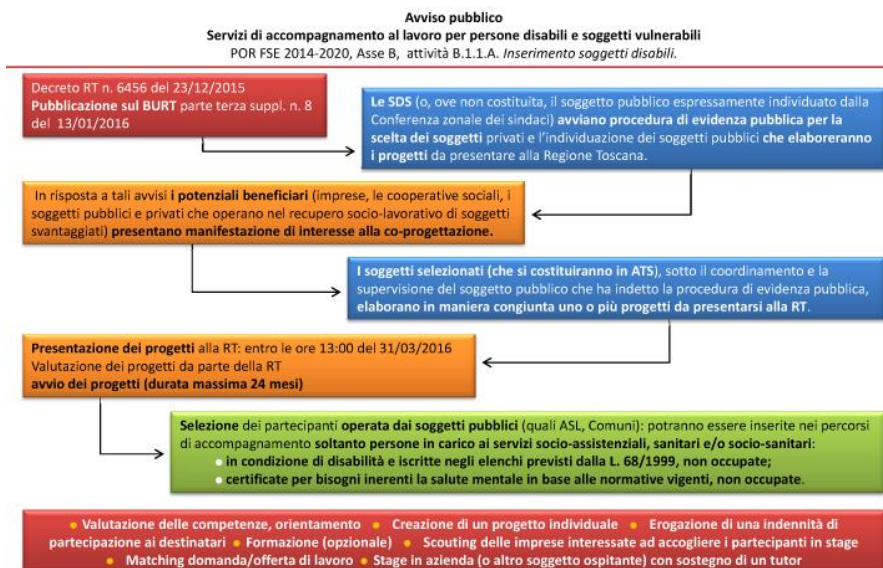 Avviso pubblico
Servizi di accompagnamento al lavoro per persone disabili e soggetti vulnerabili
POR FSE 2014-2020, Asse B, attività B.1.1.A. Inserimento soggetti disabili.
Decreto RT n. 6456 del 23/12/2015
Pubblicazione sul BURT parte terza suppl. n. 8
del 13/01/2016
Le SDS (o, ove non costituita, il soggetto pubblico espressamente individuato dalla
Conferenza zonale dei sindaci) avviano procedura di evidenza pubblica per la
scelta dei soggetti privati e l'individuazione dei soggetti pubblici che elaboreranno
i progetti da presentare alla Regione Toscana.
In risposta a tali avvisi i potenziali beneficiari (imprese, le cooperative sociali, i
soggetti pubblici e privati che operano nel recupero socio-lavorativo di soggetti
svantaggiati) presentano manifestazione di interesse alla co-progettazione.
I soggetti selezionati (che si costituiranno in ATS), sotto il coordinamento e la
supervisione del soggetto pubblico che ha indetto la procedura di evidenza pubblica,
elaborano in maniera congiunta uno o più progetti da presentarsi alla RT.
Presentazione dei progetti alla RT: entro le ore 13:00 del 31/03/2016
Valutazione dei progetti da parte della RT
avvio dei progetti (durata massima 24 mesi)
Selezione dei partecipanti operata dai soggetti pubblici (quali ASL, Comuni): potranno essere inserite nei percorsi
di accompagnamento soltanto persone in carico ai servizi socio-assistenziali, sanitari e/o socio-sanitari:
● in condizione di disabilità e iscritte negli elenchi previsti dalla L. 68/1999, non occupate;
● certificate per bisogni inerenti la salute mentale in base alle normative vigenti, non occupate.
● Valutazione delle competenze, orientamento ● Creazione di un progetto individuale ● Erogazione di una indennità di
partecipazione ai destinatari ● Formazione (opzionale) ● Scouting delle imprese interessate ad accogliere i partecipanti in stage
● Matching domanda/offerta di lavoro ● Stage in azienda (o altro soggetto ospitante) con sostegno di un tutor